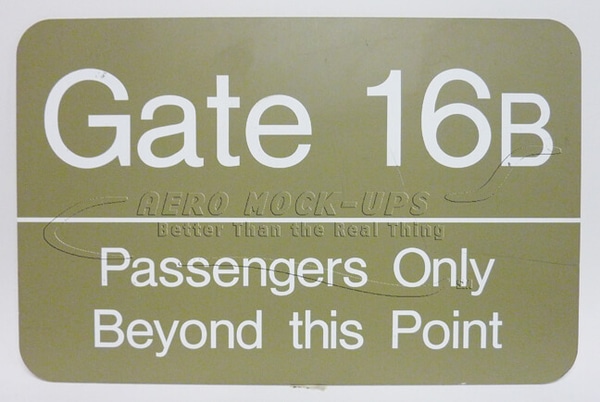 Gate 16B
AERO MOCK-UPS
Better Than the Real Thing
Passengers Only
Beyond this Point